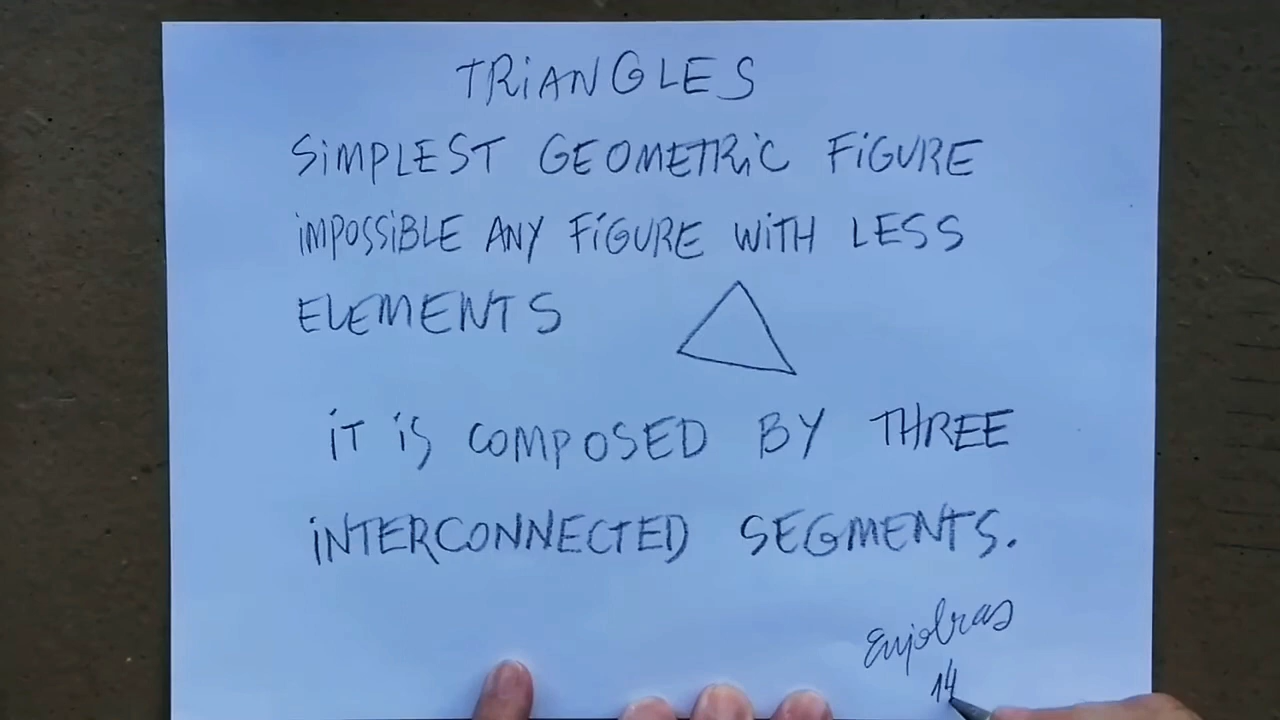 TRiANGLES
SiMPLEST GEOMETRiC FiGURE
iMPOSSiBLE ANY FiGURE WiTH LESS
ELEMENTS
iT iS COMPOSED BY THREE
iNTERCONNECTED SEGMENTS.
Enjolras
14